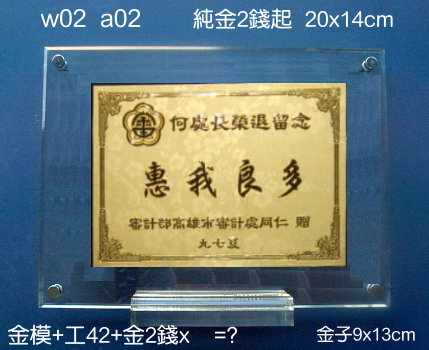 w02 a02 純金2錢起 20x14cm
何處長榮退留念
惠我良多
審計部高雄市審計處同仁 贈
九七夏
金模+工42+金2錢x =?
金子9x13cm